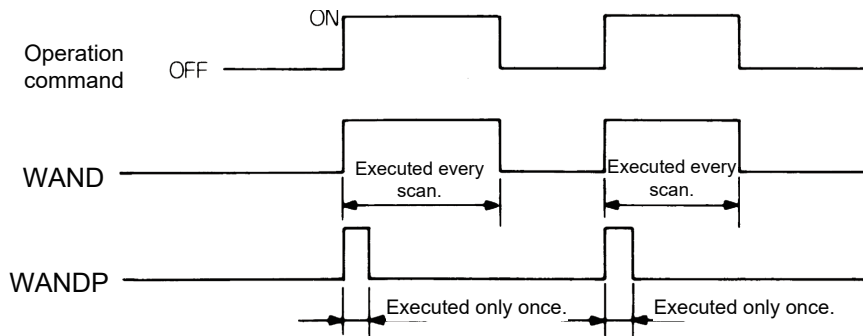 ON
Operation
command
OFF
WAND
Executed every
scan.
Executed every
scan.
WANDP
Executed only once.
Executed only once.